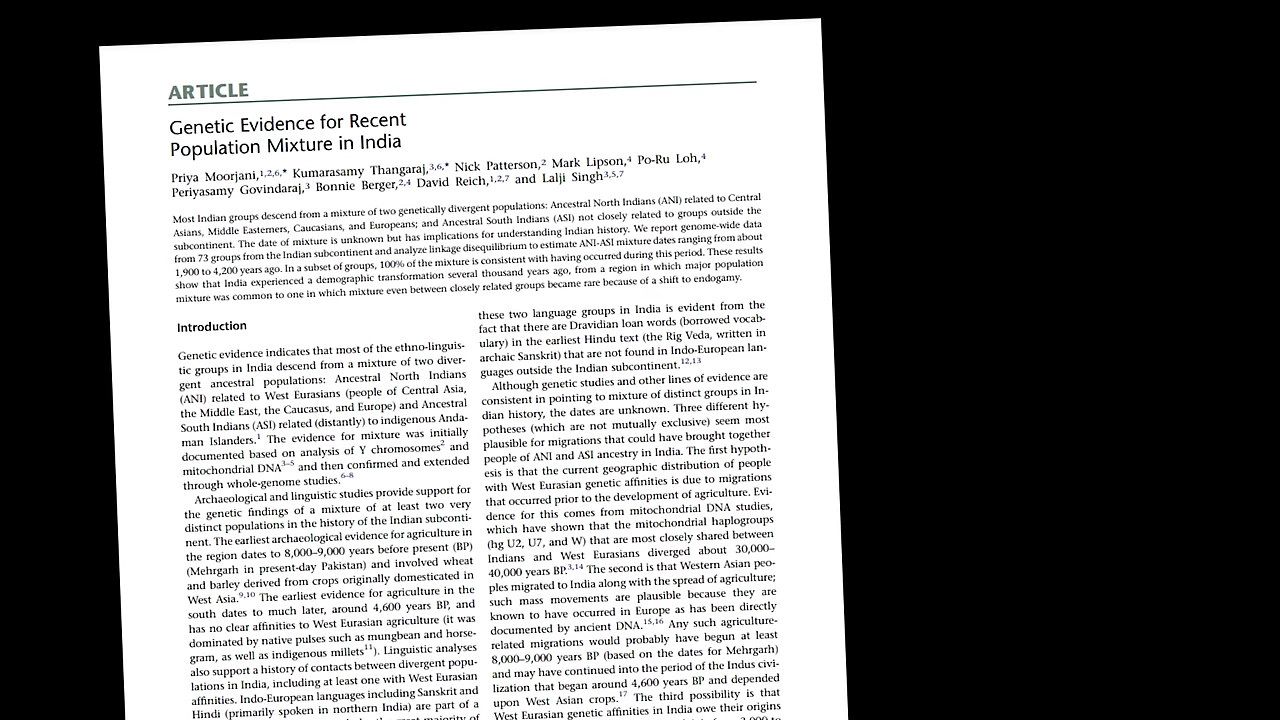 ARTICLE
Genetic Evidence for Recent
Population Mixture in India
Priya Moorjani,1,2,6,* Kumarasamy Thangaraj,3,6,* Nick Patterson,2 Mark Lipson,4 Po-Ru Loh,4
Periyasamy Govindaraj,3 Bonnie Berger,2,4 David Reich,1,2,7 and Lalji Singh3,5,7
Most Indian groups descend from a mixture of two genetically divergent populations: Ancestral North Indians (ANI) related to Central
Asians, Middle Easterners, Caucasians, and Europeans; and Ancestral South Indians (ASI) not closely related to groups outside the
subcontinent. The date of mixture is unknown but has implications for understanding Indian history. We report genome-wide data
from 73 groups from the Indian subcontinent and analyze linkage disequilibrium to estimate ANI-ASI mixture dates ranging from about
1,900 to 4,200 years ago. In a subset of groups, 100% of the mixture is consistent with having occurred during this period. These results
show that India experienced a demographic transformation several thousand years ago, from a region in which major population
mixture was common to one in which mixture even between closely related groups became rare because of a shift to endogamy.
Introduction
Genetic evidence indicates that most of the ethno-linguis-
tic groups in India descend from a mixture of two diver-
gent ancestral populations: Ancestral North Indians
(ANI) related to West Eurasians (people of Central Asia,
the Middle East, the Caucasus, and Europe) and Ancestral
South Indians (ASI) related (distantly) to indigenous Anda-
man Islanders.1 The evidence for mixture was initially
documented based on analysis of Y chromosomes2 and
mitochondrial DNA3–5 and then confirmed and extended
through whole-genome studies.6–8
Archaeological and linguistic studies provide support for
the genetic findings of a mixture of at least two very
distinct populations in the history of the Indian subconti-
nent. The earliest archaeological evidence for agriculture in
the region dates to 8,000–9,000 years before present (BP)
(Mehrgarh in present-day Pakistan) and involved wheat
and barley derived from crops originally domesticated in
West Asia.9,10 The earliest evidence for agriculture in the
south dates to much later, around 4,600 years BP, and
has no clear affinities to West Eurasian agriculture (it was
dominated by native pulses such as mungbean and horse-
gram, as well as indigenous millets11). Linguistic analyses
also support a history of contacts between divergent popu-
lations in India, including at least one with West Eurasian
affinities. Indo-European languages including Sanskrit and
Hindi (primarily spoken in northern India) are part of a
these two language groups in India is evident from the
fact that there are Dravidian loan words (borrowed vocab-
ulary) in the earliest Hindu text (the Rig Veda, written in
archaic Sanskrit) that are not found in Indo-European lan-
guages outside the Indian subcontinent.12,13
Although genetic studies and other lines of evidence are
consistent in pointing to mixture of distinct groups in In-
dian history, the dates are unknown. Three different hy-
potheses (which are not mutually exclusive) seem most
plausible for migrations that could have brought together
people of ANI and ASI ancestry in India. The first hypoth-
esis is that the current geographic distribution of people
with West Eurasian genetic affinities is due to migrations
that occurred prior to the development of agriculture. Evi-
dence for this comes from mitochondrial DNA studies,
which have shown that the mitochondrial haplogroups
(hg U2, U7, and W) that are most closely shared between
Indians and West Eurasians diverged about 30,000–
40,000 years BP.3,14 The second is that Western Asian peo-
ples migrated to India along with the spread of agriculture;
such mass movements are plausible because they are
known to have occurred in Europe as has been directly
documented by ancient DNA.15,16 Any such agriculture-
related migrations would probably have begun at least
8,000–9,000 years BP (based on the dates for Mehrgarh)
and may have continued into the period of the Indus civi-
lization that began around 4,600 years BP and depended
upon West Asian crops.17 The third possibility is that
West Eurasian genetic affinities in India owe their origins